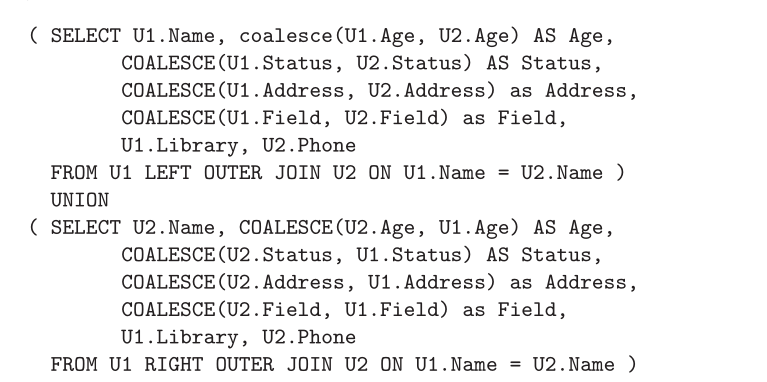 ( SELECT U1.Name, coalesce(U1.Age, U2.Age) AS Age,
COALESCE(U1.Status, U2.Status) AS Status,
COALESCE(U1.Address, U2.Address) as Address,
COALESCE(U1.Field, U2.Field) as Field,
U1.Library, U2.Phone
FROM U1 LEFT OUTER JOIN U2 ON U1.Name = U2.Name )
UNION
( SELECT U2.Name, COALESCE(U2.Age, U1.Age) AS Age,
COALESCE(U2.Status, U1.Status) AS Status,
COALESCE(U2.Address, U1.Address) as Address,
COALESCE(U2.Field, U1.Field) as Field,
U1.Library, U2.Phone
FROM U1 RIGHT OUTER JOIN U2 ON U1.Name = U2.Name )